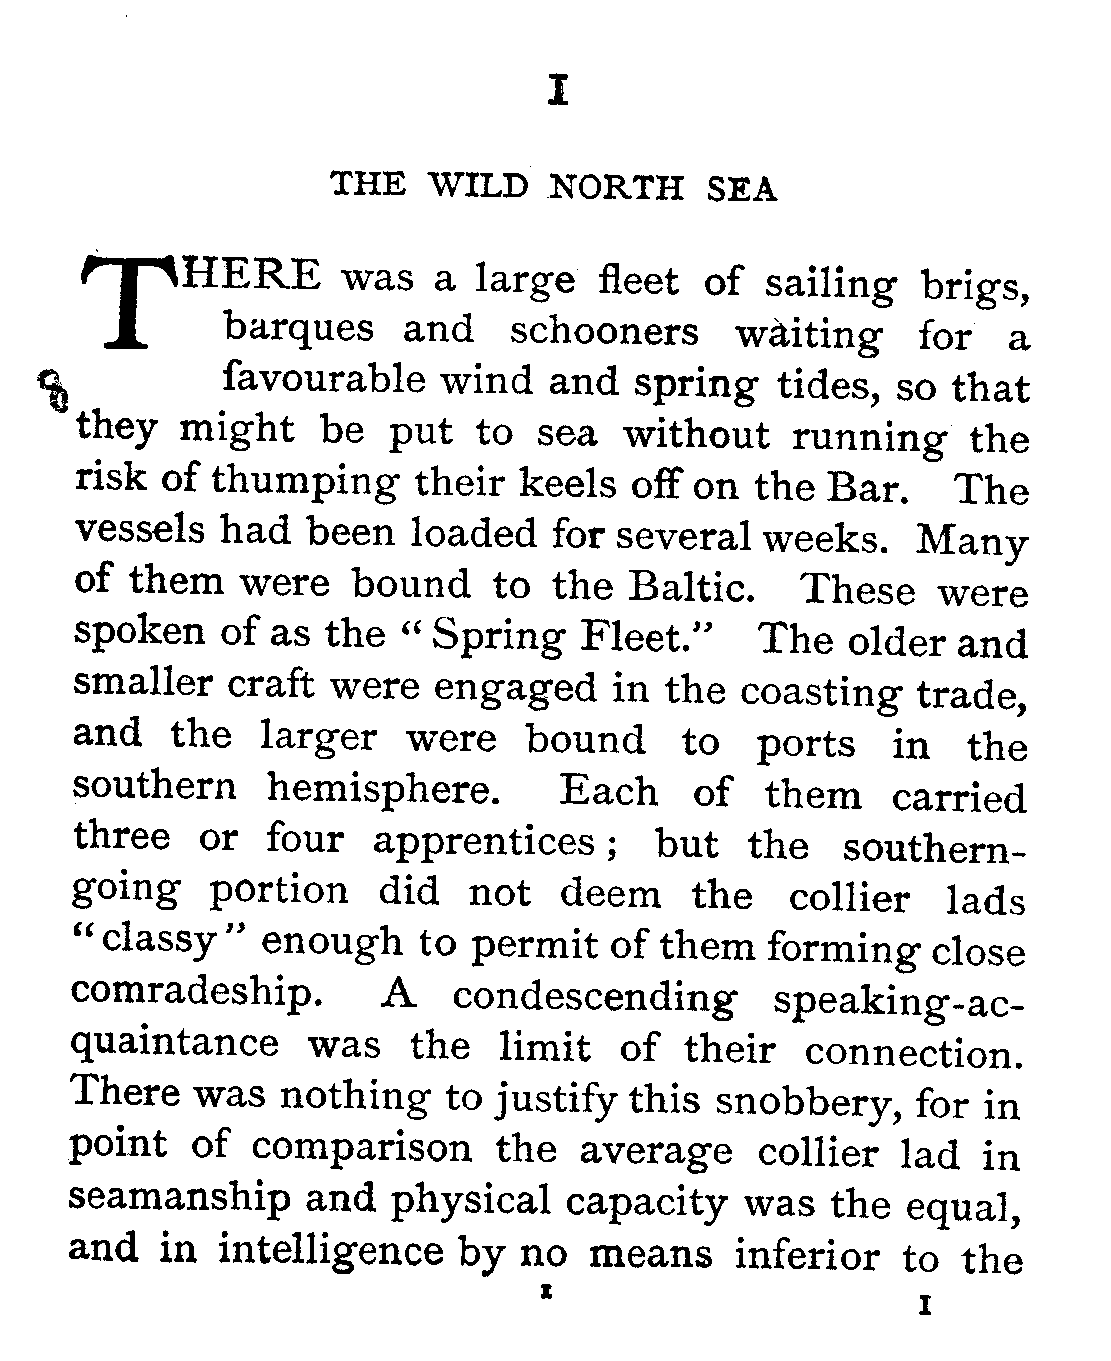 I
THE WILD NORTH SEA
THERE was a large fleet of sailing brigs,
barques and schooners waiting for a
favourable wind and spring tides, so that
they might be put to sea without running the
risk of thumping their keels off on the Bar. The
vessels had been loaded for several weeks. Many
of them were bound to the Baltic. These were
spoken of as the “Spring Fleet.” The older and
smaller craft were engaged in the coasting trade,
and the larger were bound to ports in the
southern hemisphere. Each of them carried
three or four apprentices; but the southern-
going portion did not deem the collier lads
“classy” enough to permit of them forming close
comradeship. A condescending speaking-ac-
quaintance was the limit of their connection.
There was nothing to justify this snobbery, for in
point of comparison the average collier lad in
seamanship and physical capacity was the equal,
and in intelligence by no means inferior to the
1 1